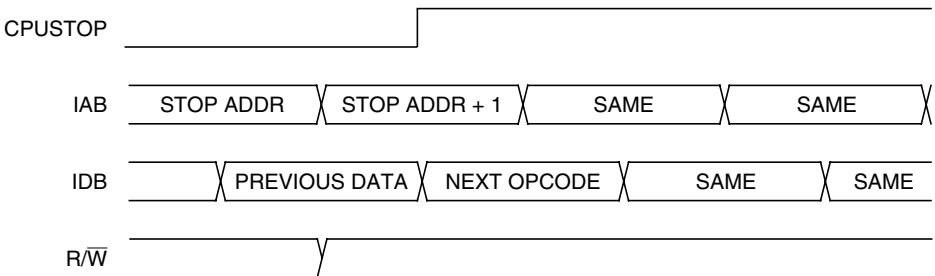 CPUSTOP
IAB STOP ADDR STOP ADDR + 1 SAME SAME
IDB PREVIOUS DATA NEXT OPCODE SAME SAME
R/W̅